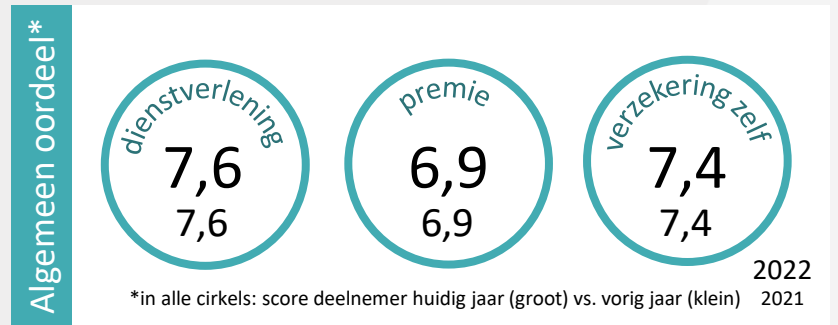 Algemeen oordeel*
dienstverlening
7,6
7,6
premie
6,9
6,9
verzekering zelf
7,4
7,4
2022
*in alle cirkels: score deelnemer huidig jaar (groot) vs. vorig jaar (klein) 2021